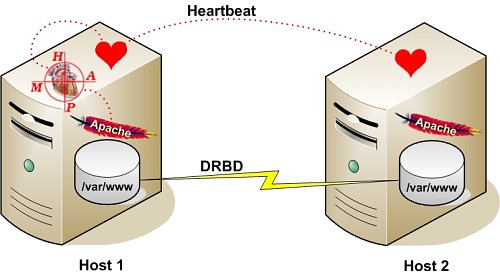 Heartbeat
H
M A
P
Apache
Apache
DRBD
/var/www
/var/www
Host 1
Host 2